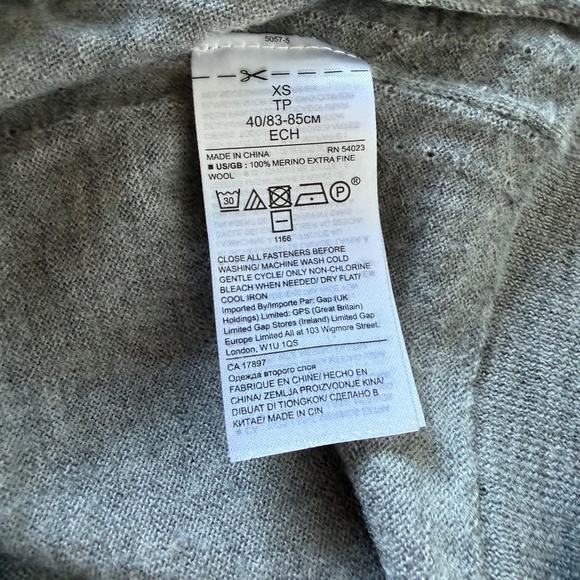 5057-5
XS
TP
40/83-85см
ECH
MADE IN CHINA RN 54023
■ US/GB : 100% MERINO EXTRA FINE
WOOL
30 P ®
1166
CLOSE ALL FASTENERS BEFORE
WASHING/ MACHINE WASH COLD
GENTLE CYCLE/ ONLY NON-CHLORINE
BLEACH WHEN NEEDED/ DRY FLAT/
COOL IRON
Imported By/Importe Par: Gap (UK
Holdings) Limited: GPS (Great Britain)
Limited Gap Stores (Ireland) Limited Gap
Europe Limited All at 103 Wigmore Street.
London, W1U 1QS
CA 17897
Одежда второго слоя
FABRIQUE EN CHINE/ HECHO EN
CHINA/ ZEMLJA PROIZVODNJE KINA/
DIBUAT DI TIONGKOK/ СДЕЛАНО В
КИТАЕ/ MADE IN CIN